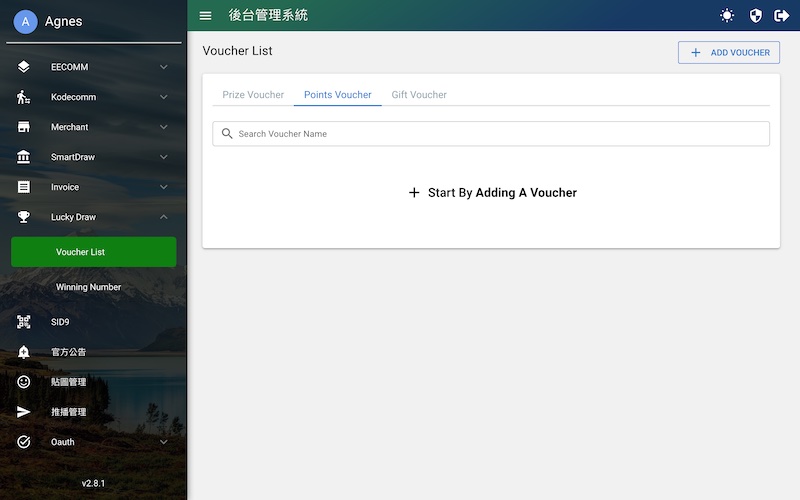 A Agnes
EECOMM
Kodecomm
Merchant
SmartDraw
Invoice
Lucky Draw
Voucher List
Winning Number
SID9
官方公告
貼圖管理
推播管理
Oauth
v2.8.1
後台管理系統
Voucher List
ADD VOUCHER
Prize Voucher Points Voucher Gift Voucher
Search Voucher Name
Start By Adding A Voucher